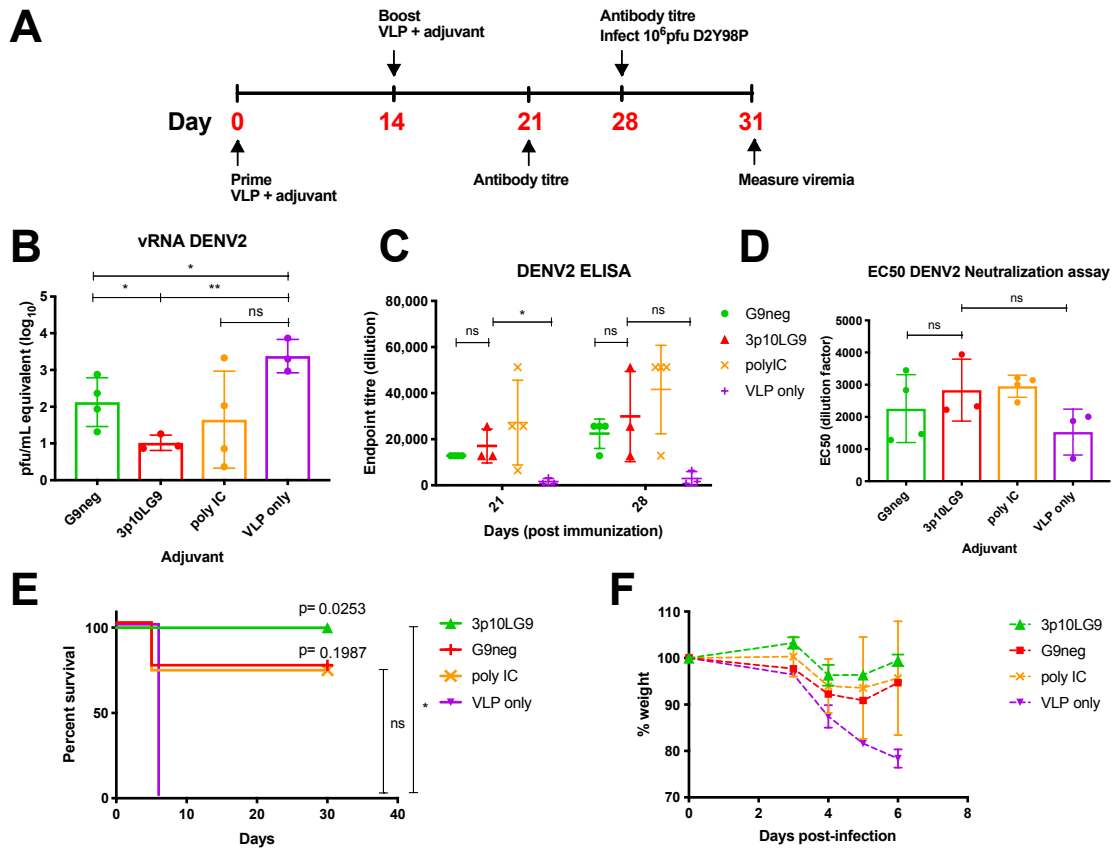 A
Boost
VLP + adjuvant
Antibody titre
Infect 10⁶pfu D2Y98P
Day 0 14 21 28 31
Prime
VLP + adjuvant
Antibody titre
Measure viremia
B
vRNA DENV2
*
* **
ns
pfu/mL equivalent (log₁₀)
5
4
3
2
1
0
G9neg
3p10LG9
poly IC
VLP only
Adjuvant
C
DENV2 ELISA
ns * ns ns
Endpoint titre (dilution)
80,000
60,000
40,000
20,000
0
21 28
Days (post immunization)
G9neg
3p10LG9
polyIC
VLP only
D
EC50 DENV2 Neutralization assay
ns
ns
EC50 (dilution factor)
5000
4000
3000
2000
1000
0
G9neg
3p10LG9
poly IC
VLP only
Adjuvant
E
Percent survival
100
50
0
p= 0.0253
p= 0.1987
ns *
0 10 20 30 40
Days
3p10LG9
G9neg
poly IC
VLP only
F
% weight
110
100
90
80
70
0 2 4 6 8
Days post-infection
3p10LG9
G9neg
poly IC
VLP only